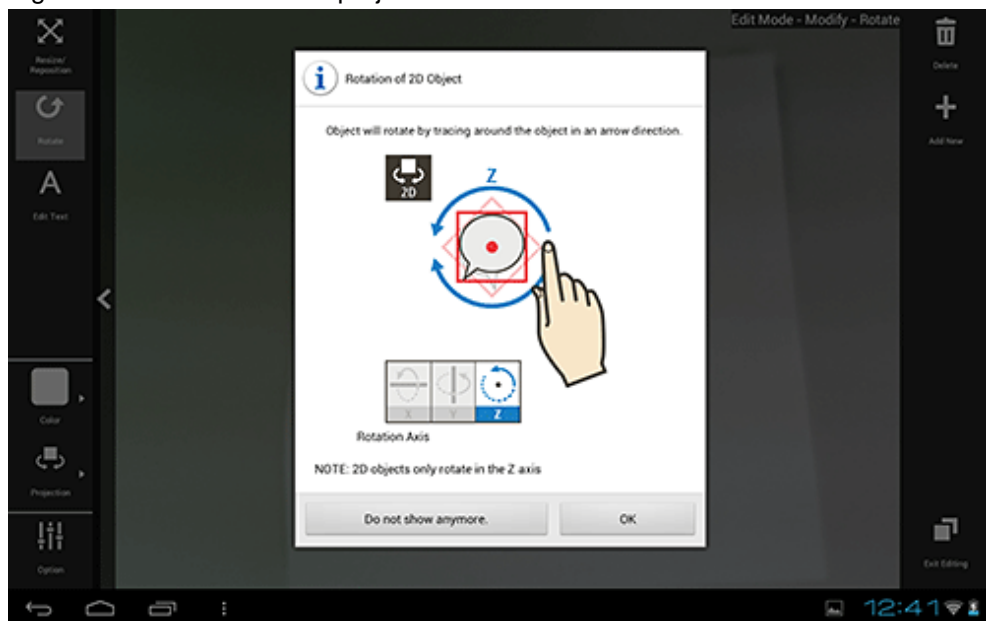 Edit Mode - Modify - Rotate
Resize/
Reposition
Rotate
Edit Text
Color
Projection
Option
Rotation of 2D Object
Object will rotate by tracing around the object in an arrow direction.
2D
Z
X Y Z
Rotation Axis
NOTE: 2D objects only rotate in the Z axis
Do not show anymore. OK
Delete
Add New
Exit Editing
12:41